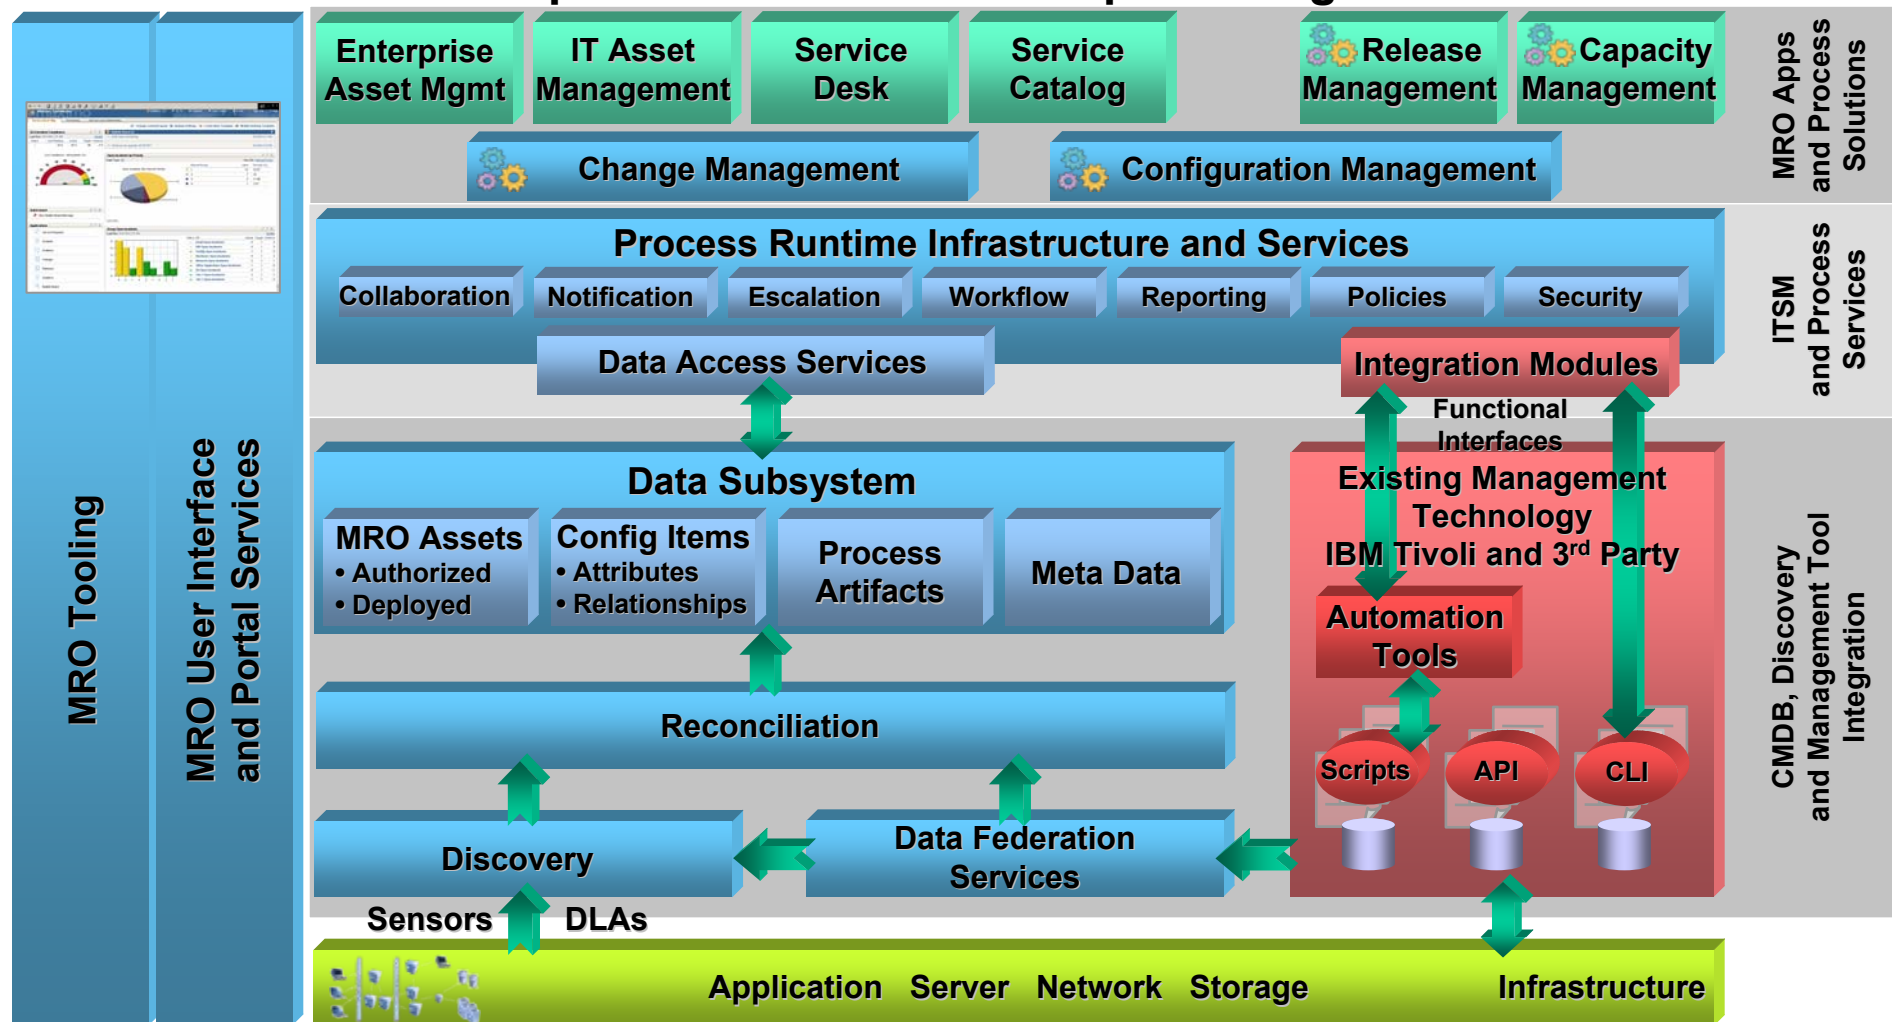 Enterprise
Asset Mgmt
IT Asset
Management
Service
Desk
Service
Catalog
Release
Management
Capacity
Management
Change Management
Configuration Management
MRO Apps
and Process
Solutions
Process Runtime Infrastructure and Services
Collaboration
Notification
Escalation
Workflow
Reporting
Policies
Security
Data Access Services
Integration Modules
ITSM
and Process
Services
Functional
Interfaces
Data Subsystem
MRO Assets
• Authorized
• Deployed
Config Items
• Attributes
• Relationships
Process
Artifacts
Meta Data
Existing Management
Technology
IBM Tivoli and 3rd Party
Automation
Tools
Scripts
API
CLI
Reconciliation
Discovery
Data Federation
Services
CMDB, Discovery
and Management Tool
Integration
Sensors
DLAs
Application Server Network Storage Infrastructure
MRO Tooling
MRO User Interface
and Portal Services